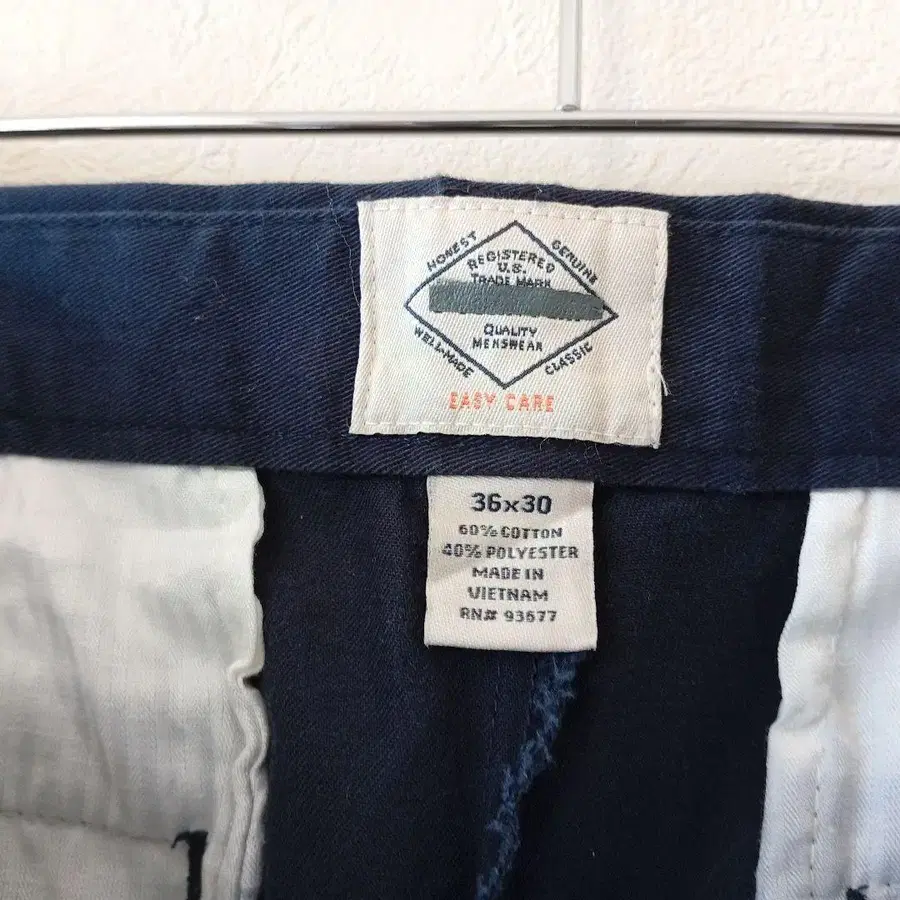 HONEST
GENUINE
REGISTERED
U.S.
TRADE MARK
QUALITY
MENSWEAR
WELL-MADE
CLASSIC
EASY CARE
36x30
60% COTTON
40% POLYESTER
MADE IN
VIETNAM
RN# 93677